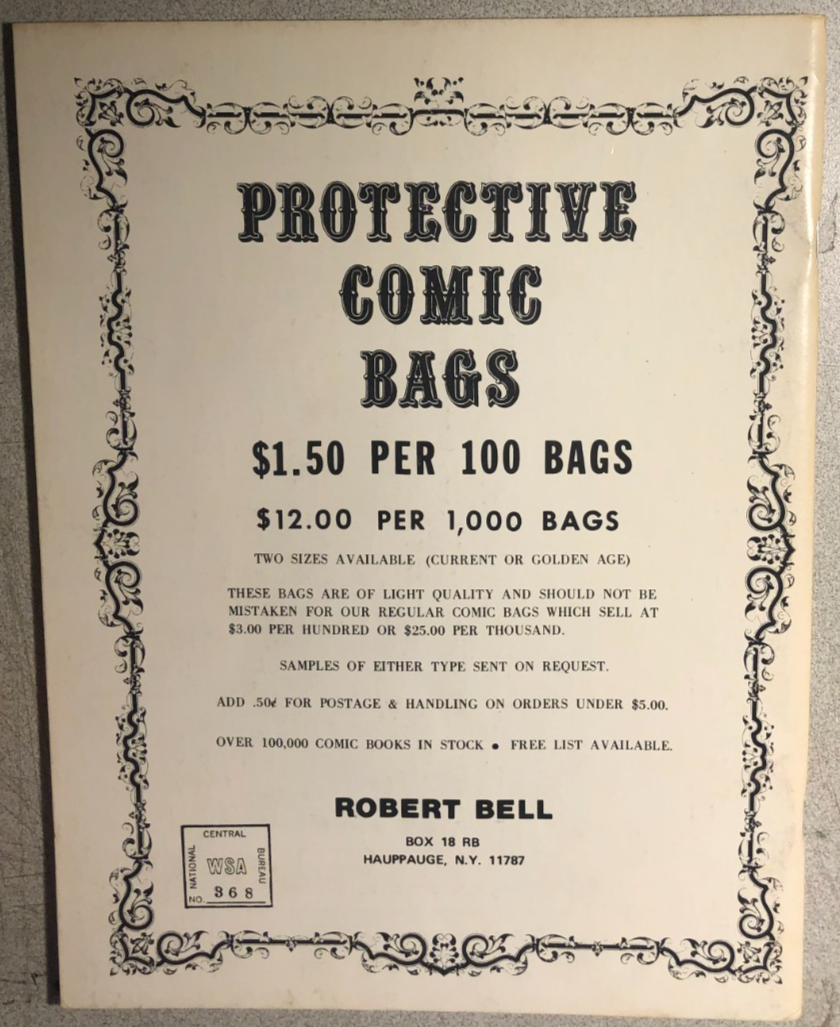 PROTECTIVE
COMIC
BAGS
$1.50 PER 100 BAGS
$12.00 PER 1,000 BAGS
TWO SIZES AVAILABLE (CURRENT OR GOLDEN AGE)
THESE BAGS ARE OF LIGHT QUALITY AND SHOULD NOT BE
MISTAKEN FOR OUR REGULAR COMIC BAGS WHICH SELL AT
$3.00 PER HUNDRED OR $25.00 PER THOUSAND.
SAMPLES OF EITHER TYPE SENT ON REQUEST.
ADD .50¢ FOR POSTAGE & HANDLING ON ORDERS UNDER $5.00.
OVER 100,000 COMIC BOOKS IN STOCK • FREE LIST AVAILABLE.
ROBERT BELL
BOX 18 RB
HAUPPAUGE, N.Y. 11787
NATIONAL
CENTRAL
BUREAU
WSA
NO. 368